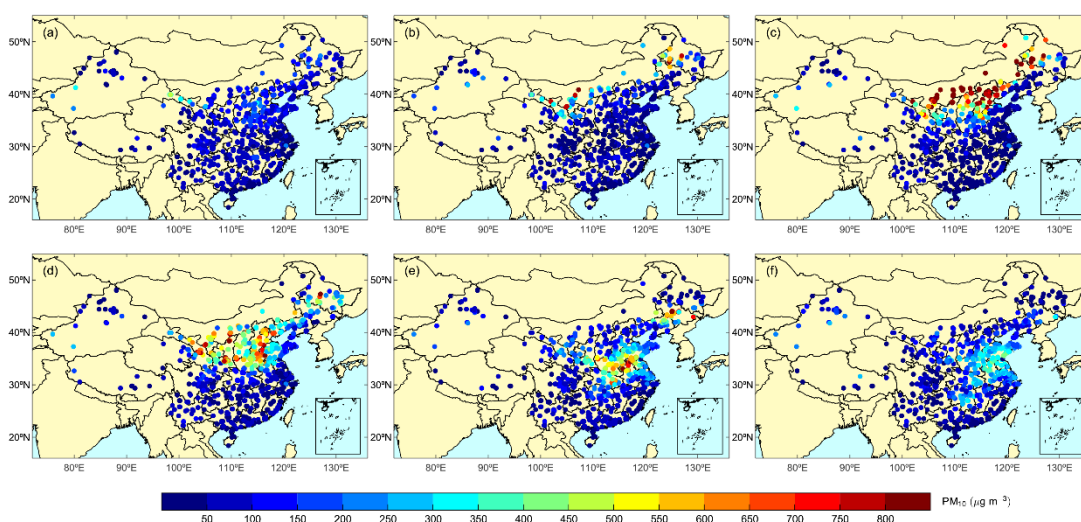 (a) (b) (c)
50°N 50°N 50°N
40°N 40°N 40°N
30°N 30°N 30°N
20°N 20°N 20°N
80°E 90°E 100°E 110°E 120°E 130°E 80°E 90°E 100°E 110°E 120°E 130°E 80°E 90°E 100°E 110°E 120°E 130°E
(d) (e) (f)
50°N 50°N 50°N
40°N 40°N 40°N
30°N 30°N 30°N
20°N 20°N 20°N
80°E 90°E 100°E 110°E 120°E 130°E 80°E 90°E 100°E 110°E 120°E 130°E 80°E 90°E 100°E 110°E 120°E 130°E
PM₁₀ (μg m⁻³)
50 100 150 200 250 300 350 400 450 500 550 600 650 700 750 800